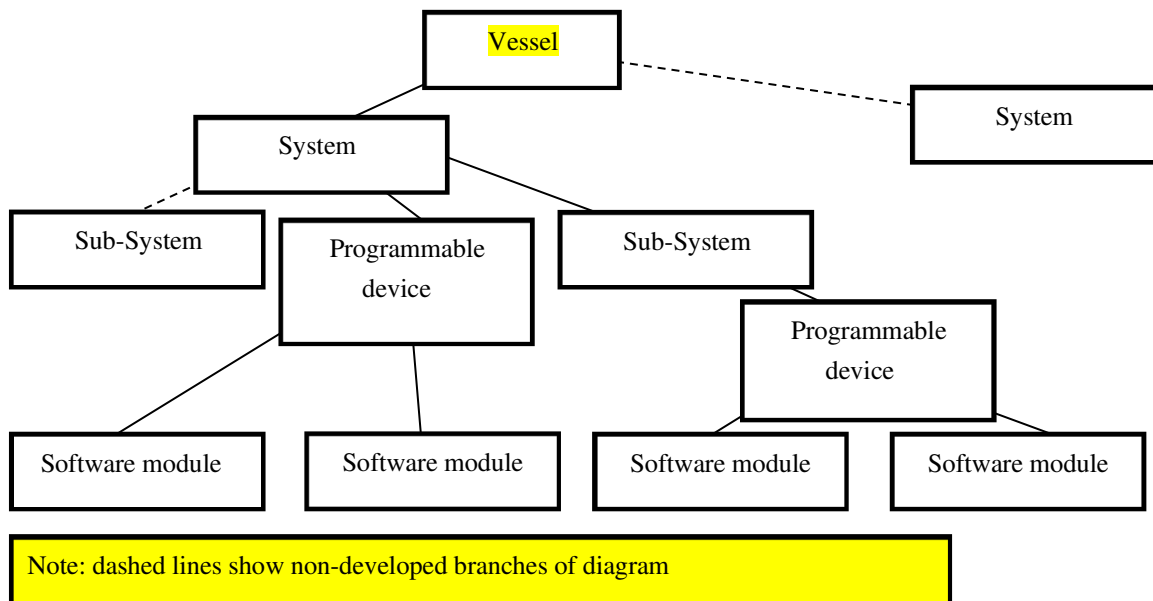 Vessel
System
System
Sub-System
Programmable
device
Sub-System
Programmable
device
Software module
Software module
Software module
Software module
Note: dashed lines show non-developed branches of diagram